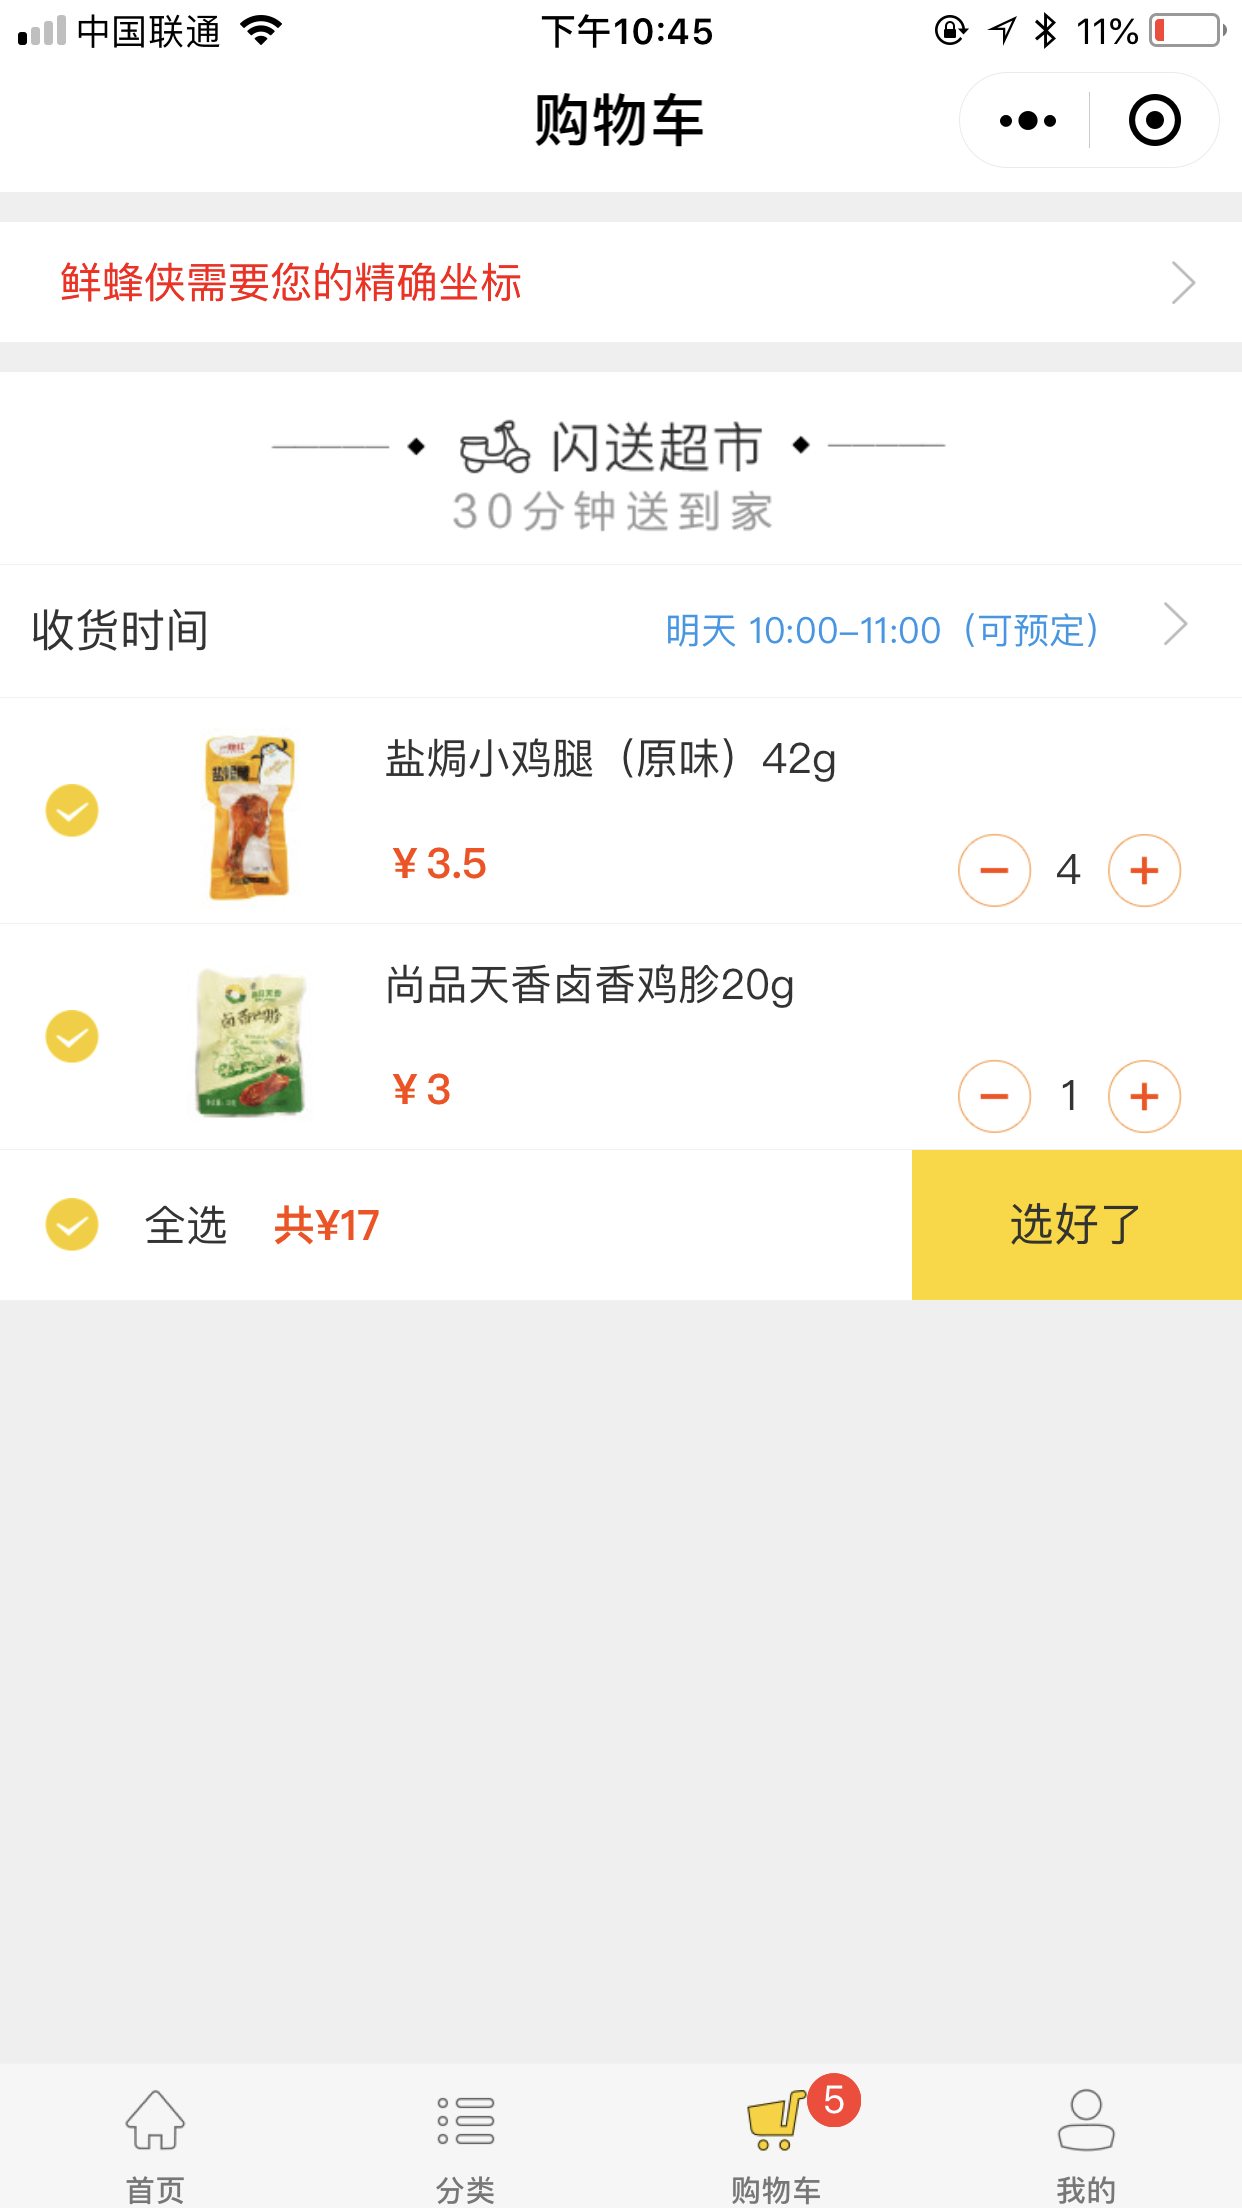 中国联通
下午10:45
11%
购物车
鲜蜂侠需要您的精确坐标
闪送超市
30分钟送到家
收货时间
明天 10:00-11:00（可预定）
盐焗小鸡腿（原味）42g
¥ 3.5
4
尚品天香卤香鸡胗20g
¥ 3
1
全选
共¥17
选好了
5
首页
分类
购物车
我的